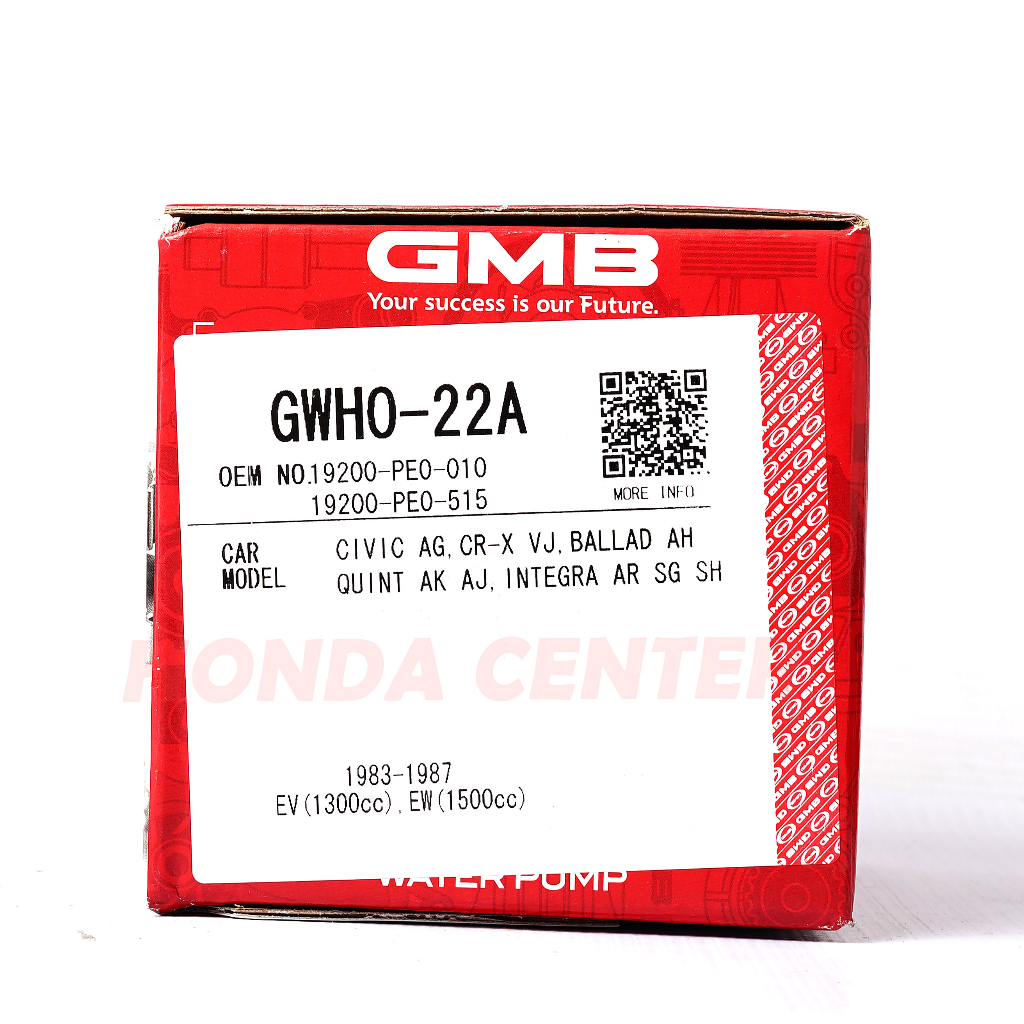 GMB
Your success is our Future.
GWHO-22A
OEM NO.19200-PE0-010
19200-PE0-515
MORE INFO
CAR MODEL
CIVIC AG, CR-X VJ, BALLAD AH
QUINT AK AJ, INTEGRA AR SG SH
HONDA CENTER
1983-1987
EV(1300cc), EW(1500cc)
WATER PUMP